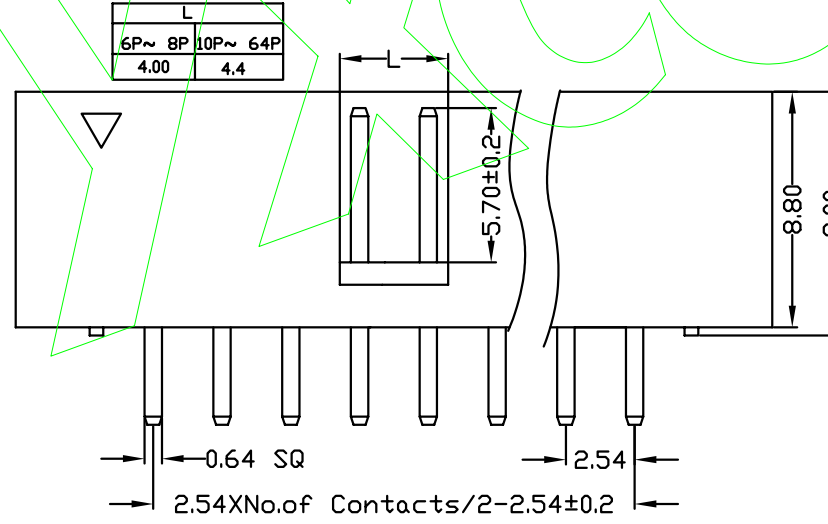 L
6P~ 8P 10P~ 64P
4.00 4.4
L
5.70±0.2
8.80
0.64 SQ
2.54
2.54XNo.of Contacts/2-2.54±0.2